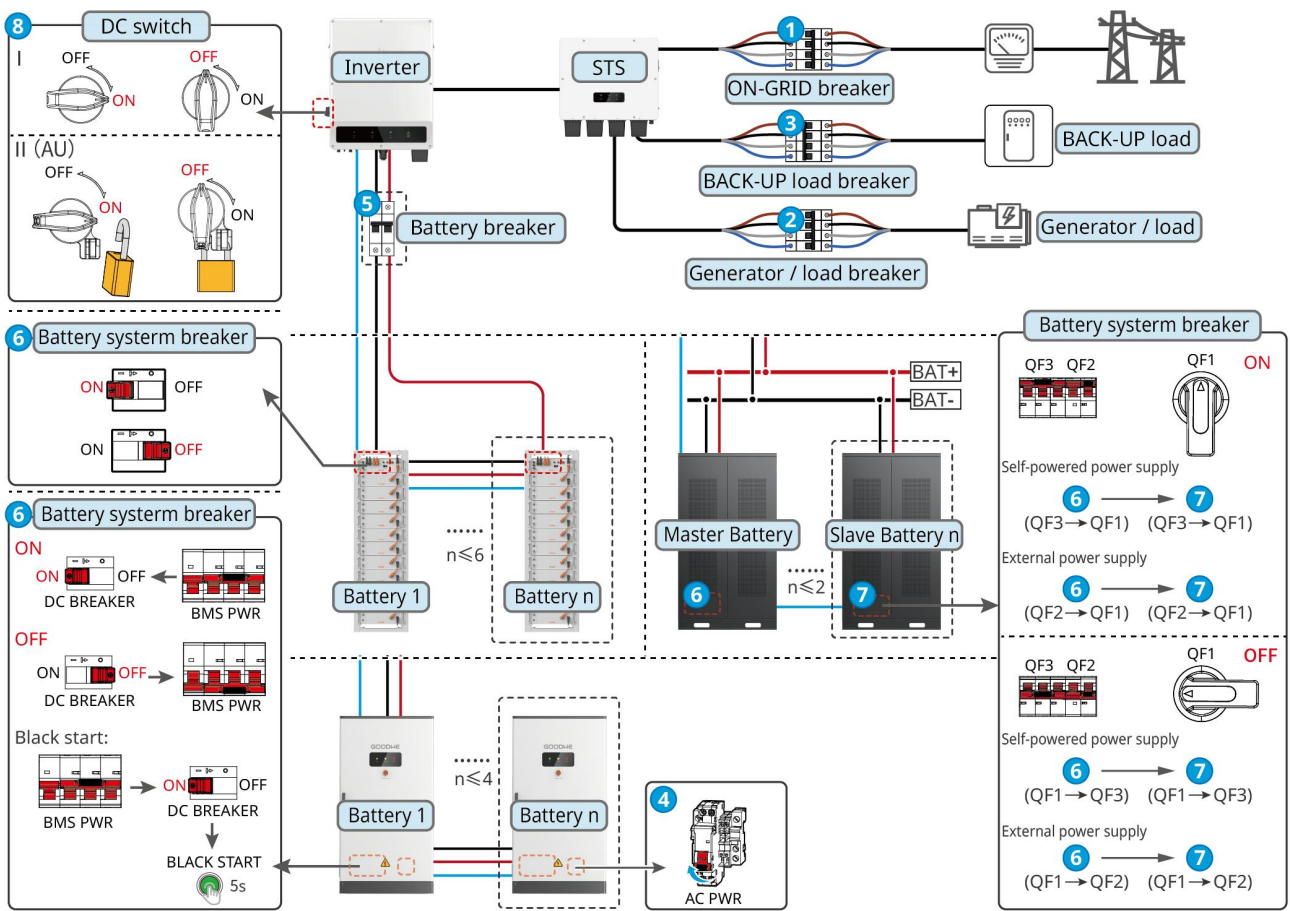 8
DC switch
I
OFF
ON
OFF
ON
II (AU)
OFF
ON
OFF
ON
Inverter
STS
1
ON-GRID breaker
3
BACK-UP load breaker
BACK-UP load
2
Generator / load breaker
Generator / load
5
Battery breaker
6
Battery systerm breaker
ON
OFF
ON
OFF
6
Battery systerm breaker
ON
ON
OFF
DC BREAKER
BMS PWR
OFF
ON
OFF
DC BREAKER
BMS PWR
Black start:
BMS PWR
ON
OFF
DC BREAKER
BLACK START
5s
Battery 1
······
n≤6
Battery n
BAT+
BAT-
Master Battery
Slave Battery n
······
n≤2
6
7
GOODWE
Battery 1
······
n≤4
GOODWE
Battery n
4
AC PWR
Battery systerm breaker
QF3 QF2
QF1
ON
Self-powered power supply
6
7
(QF3→QF1) (QF3→QF1)
External power supply
6
7
(QF2→QF1) (QF2→QF1)
QF3 QF2
QF1
OFF
Self-powered power supply
6
7
(QF1→QF3) (QF1→QF3)
External power supply
6
7
(QF1→QF2) (QF1→QF2)